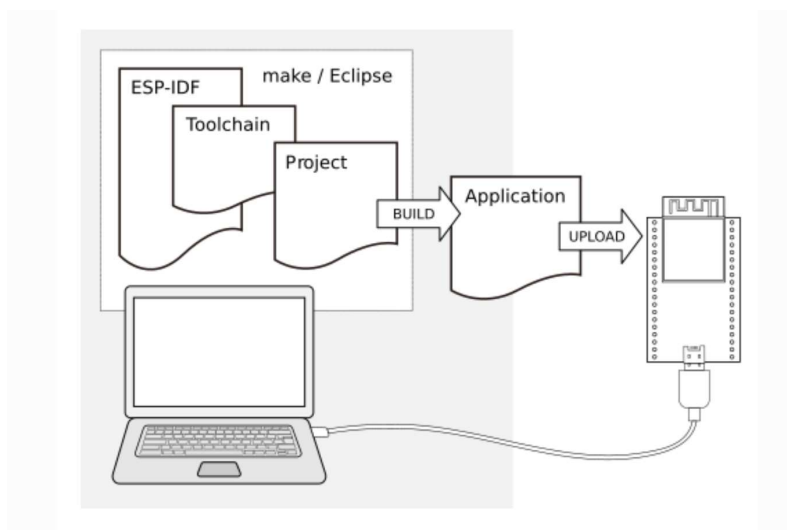 ESP-IDF
make / Eclipse
Toolchain
Project
BUILD
Application
UPLOAD